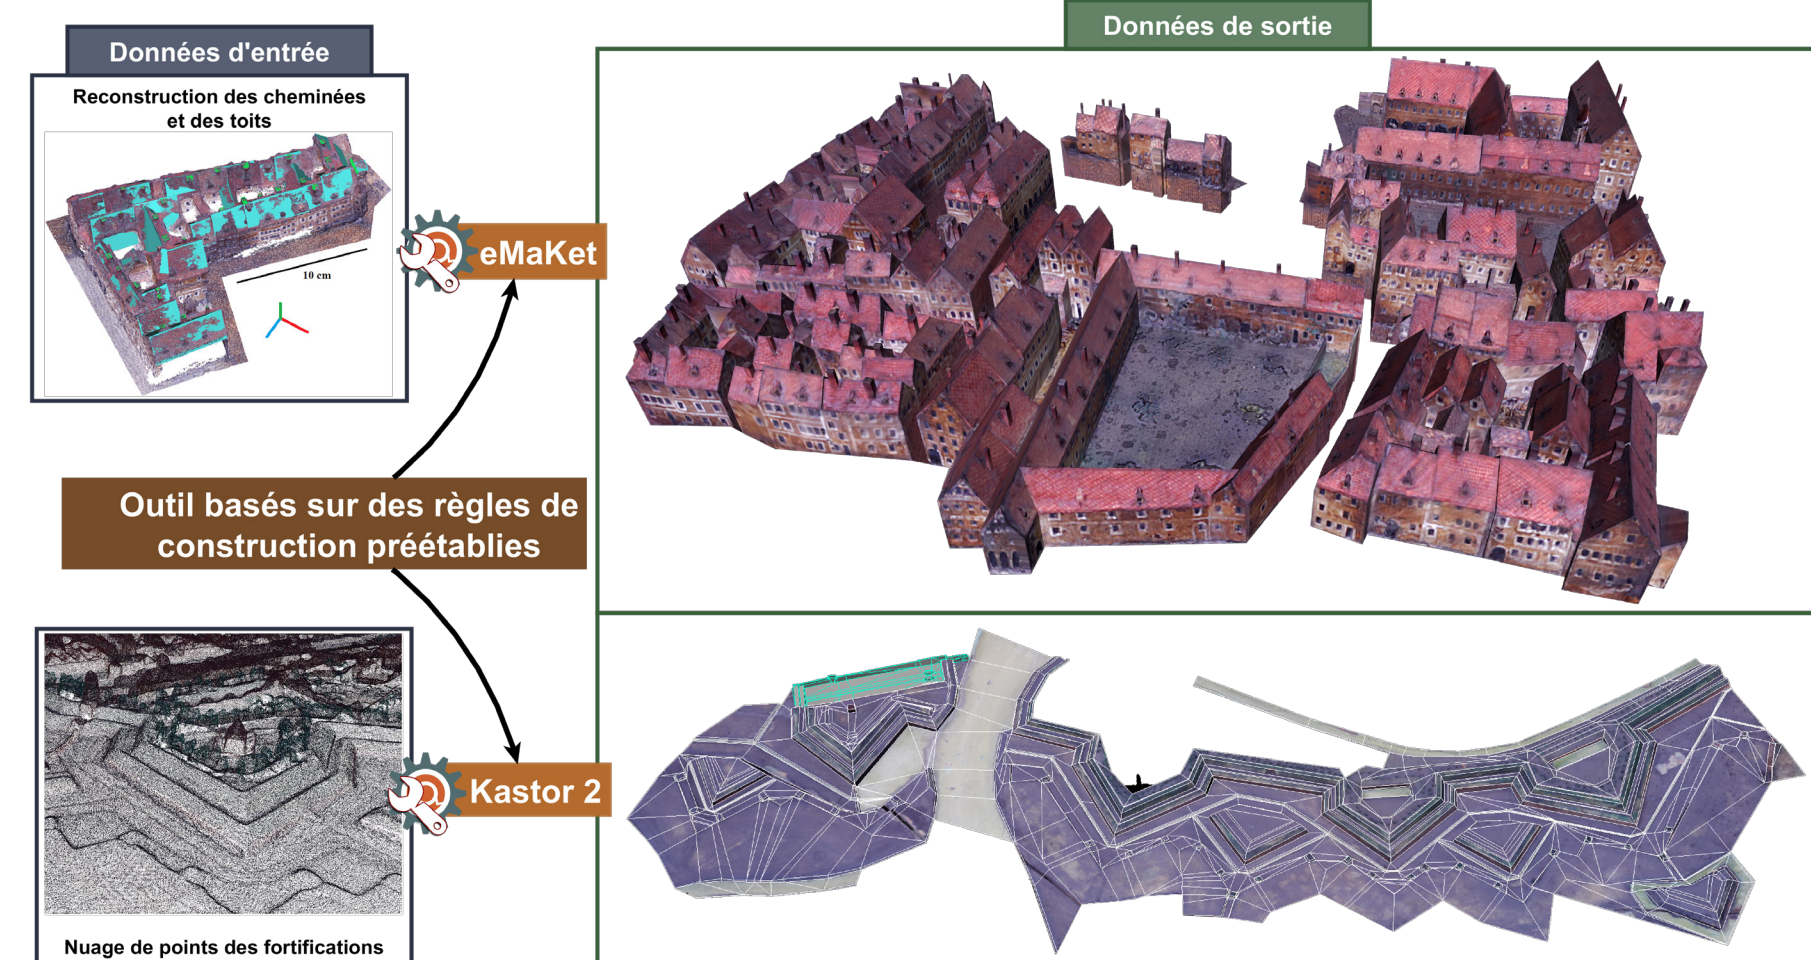 Données d'entrée
Reconstruction des cheminées
et des toits
10 cm
eMaKet
Outil basés sur des règles de
construction préétablies
Kastor 2
Nuage de points des fortifications
Données de sortie